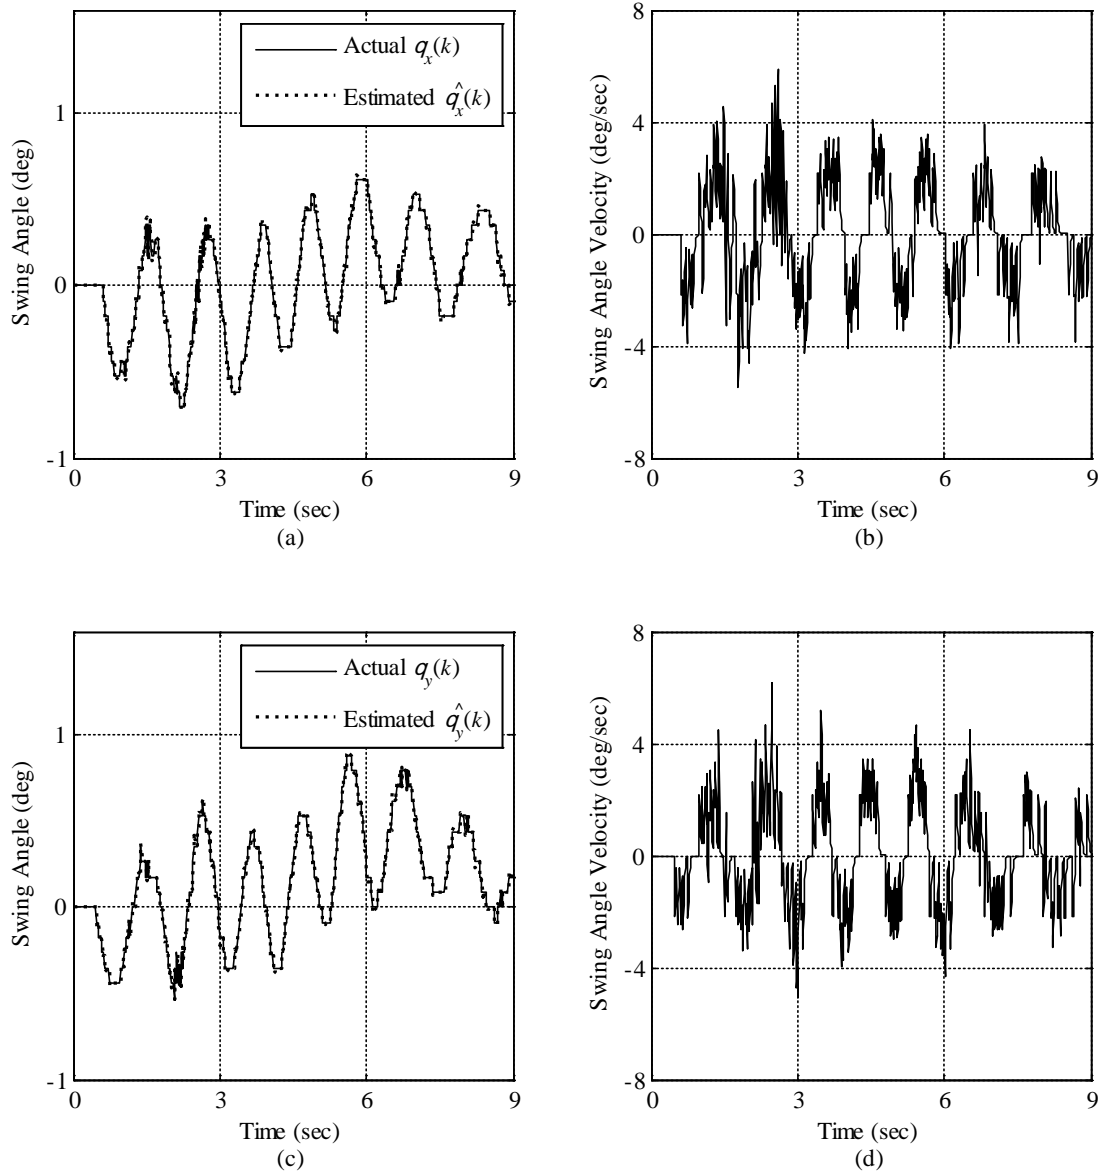 Actual q_x(k)
Estimated q̂_x(k)
1
0
-1
Swing Angle (deg)
0 3 6 9
Time (sec)
(a)
8
4
0
-4
-8
Swing Angle Velocity (deg/sec)
0 3 6 9
Time (sec)
(b)
Actual q_y(k)
Estimated q̂_y(k)
1
0
-1
Swing Angle (deg)
0 3 6 9
Time (sec)
(c)
8
4
0
-4
-8
Swing Angle Velocity (deg/sec)
0 3 6 9
Time (sec)
(d)